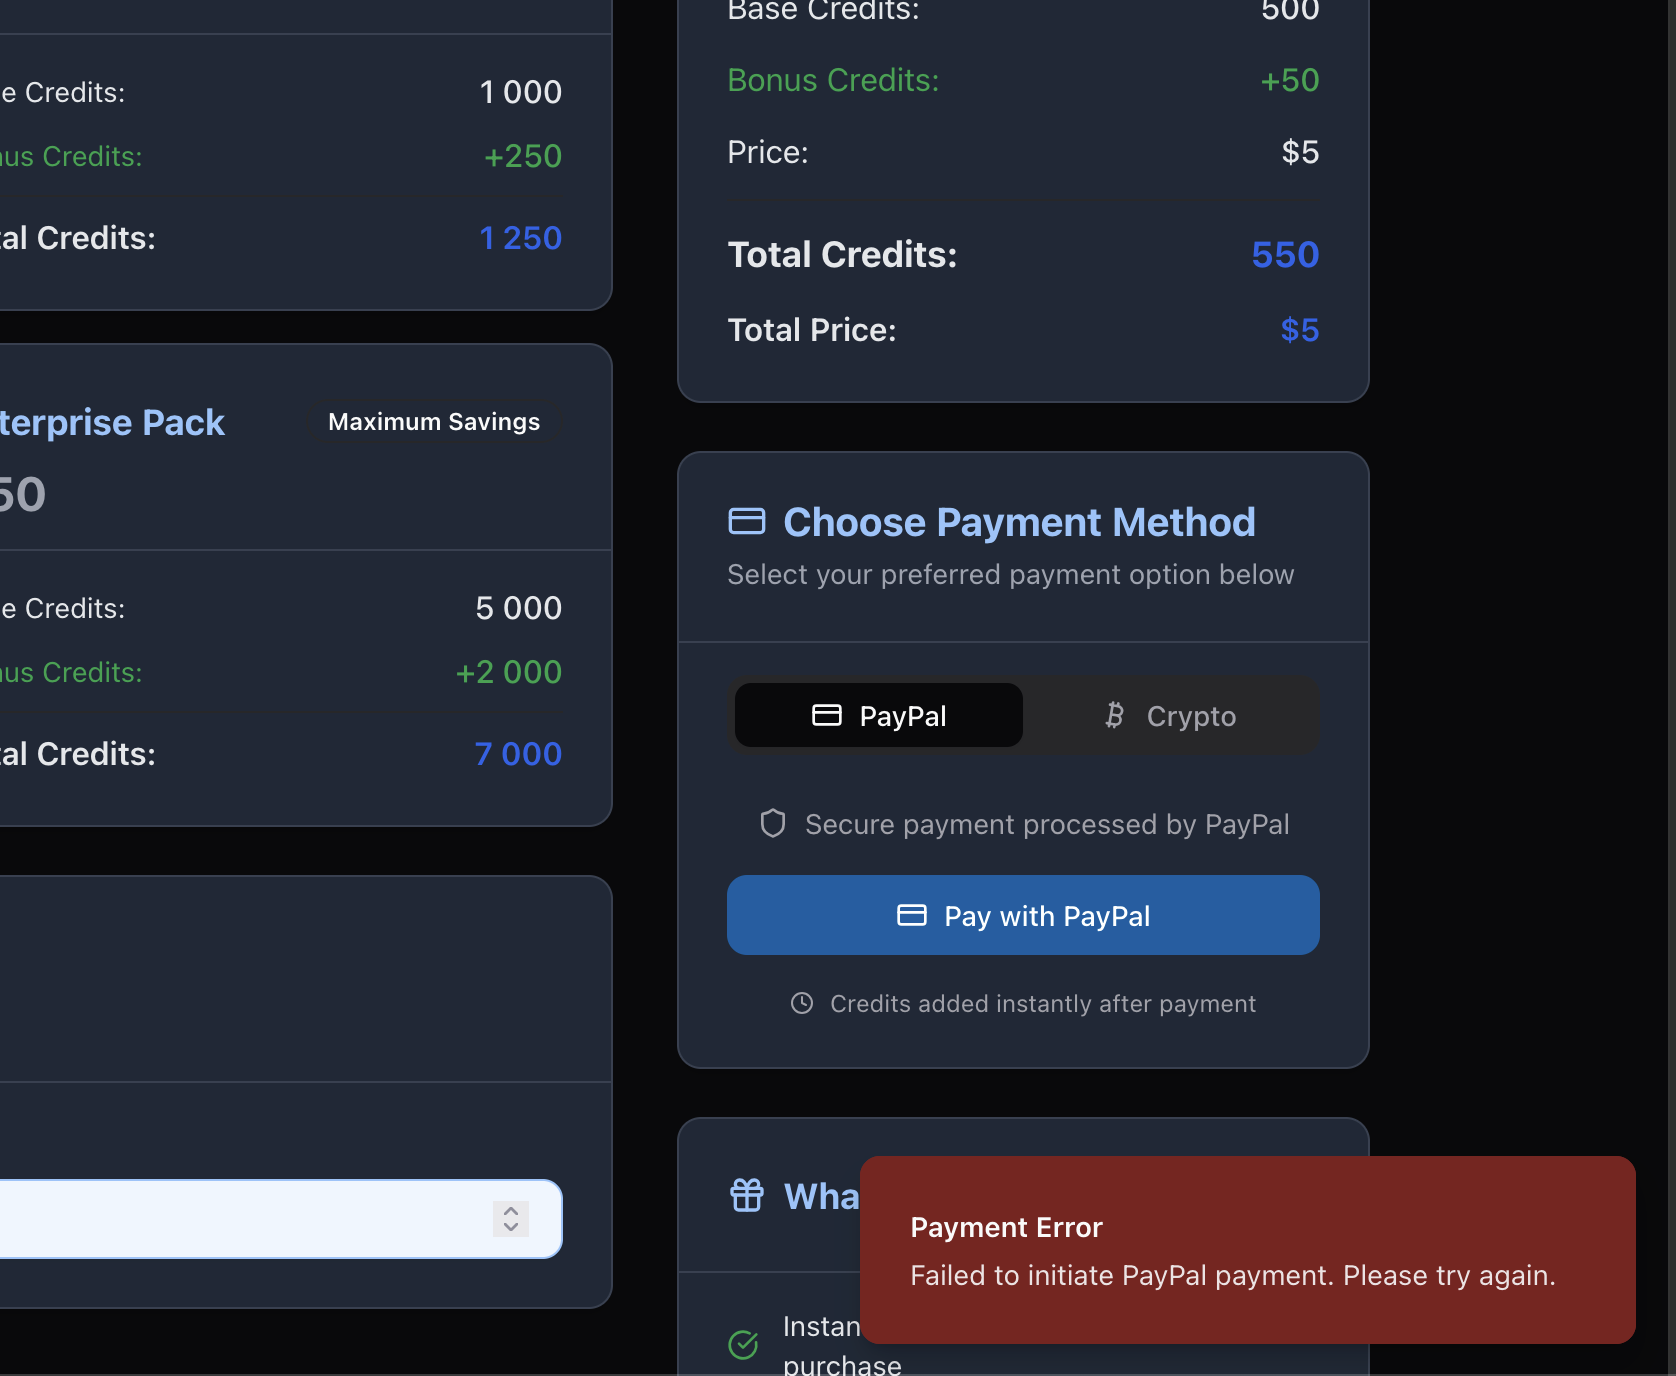 e Credits: 1 000
us Credits: +250
al Credits: 1 250
terprise Pack Maximum Savings
50
e Credits: 5 000
us Credits: +2 000
al Credits: 7 000
Base Credits: 500
Bonus Credits: +50
Price: $5
Total Credits: 550
Total Price: $5
Choose Payment Method
Select your preferred payment option below
PayPal Crypto
Secure payment processed by PayPal
Pay with PayPal
Credits added instantly after payment
Wha
Instan
purchase
Payment Error
Failed to initiate PayPal payment. Please try again.